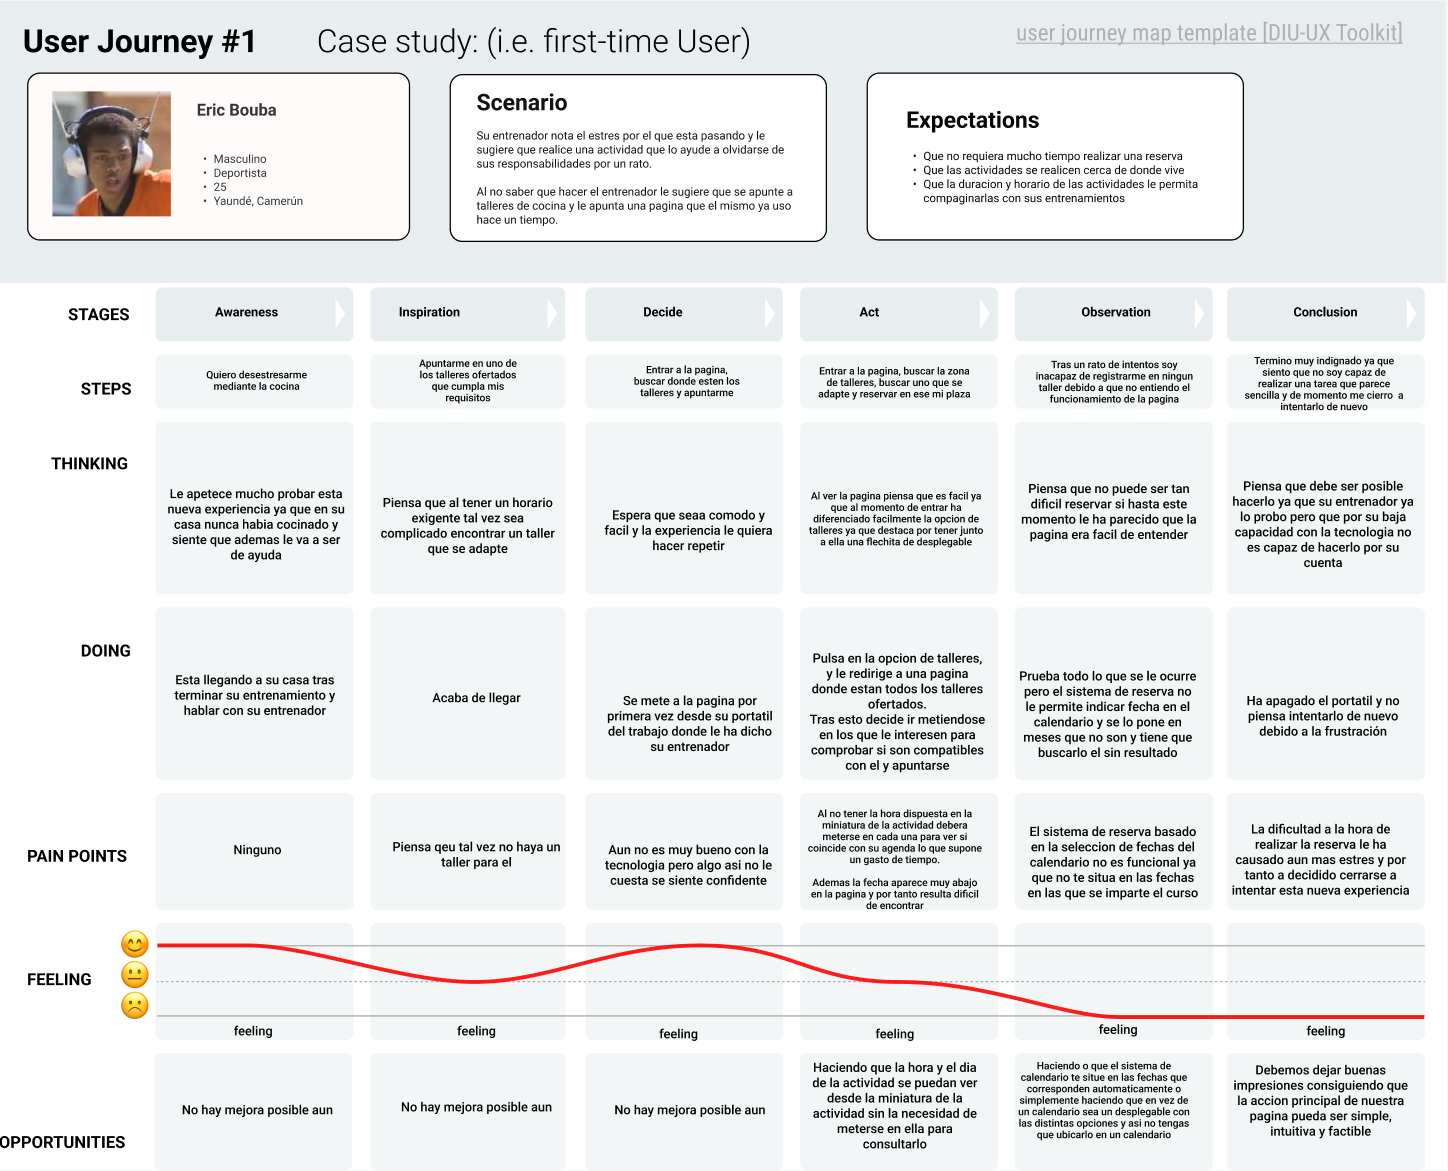 User Journey #1
Case study: (i.e. first-time User)
user journey map template [DIU-UX Toolkit]
Eric Bouba
• Masculino
• Deportista
• 25
• Yaundé, Camerún
Scenario
Su entrenador nota el estres por el que esta pasando y le
sugiere que realice una actividad que lo ayude a olvidarse de
sus responsabilidades por un rato.
Al no saber que hacer el entrenador le sugiere que se apunte a
talleres de cocina y le apunta una pagina que el mismo ya uso
hace un tiempo.
Expectations
• Que no requiera mucho tiempo realizar una reserva
• Que las actividades se realicen cerca de donde vive
• Que la duracion y horario de las actividades le permita
compaginarlas con sus entrenamientos
STAGES
Awareness
Inspiration
Decide
Act
Observation
Conclusion
STEPS
Quiero desestresarme
mediante la cocina
Apuntarme en uno de
los talleres ofertados
que cumpla mis
requisitos
Entrar a la pagina,
buscar donde esten los
talleres y apuntarme
Entrar a la pagina, buscar la zona
de talleres, buscar uno que se
adapte y reservar en ese mi plaza
Tras un rato de intentos soy
inacapaz de registrarme en ningun
taller debido a que no entiendo el
funcionamiento de la pagina
Termino muy indignado ya que
siento que no soy capaz de
realizar una tarea que parece
sencilla y de momento me cierro a
intentarlo de nuevo
THINKING
Le apetece mucho probar esta
nueva experiencia ya que en su
casa nunca habia cocinado y
siente que ademas le va a ser
de ayuda
Piensa que al tener un horario
exigente tal vez sea
complicado encontrar un taller
que se adapte
Espera que seaa comodo y
facil y la experiencia le quiera
hacer repetir
Al ver la pagina piensa que es facil ya
que al momento de entrar ha
diferenciado facilmente la opcion de
talleres ya que destaca por tener junto
a ella una flechita de desplegable
Piensa que no puede ser tan
dificil reservar si hasta este
momento le ha parecido que la
pagina era facil de entender
Piensa que debe ser posible
hacerlo ya que su entrenador ya
lo probo pero que por su baja
capacidad con la tecnologia no
es capaz de hacerlo por su
cuenta
DOING
Esta llegando a su casa tras
terminar su entrenamiento y
hablar con su entrenador
Acaba de llegar
Se mete a la pagina por
primera vez desde su portatil
del trabajo donde le ha dicho
su entrenador
Pulsa en la opcion de talleres,
y le redirige a una pagina
donde estan todos los talleres
ofertados.
Tras esto decide ir metiendose
en los que le interesen para
comprobar si son compatibles
con el y apuntarse
Prueba todo lo que se le ocurre
pero el sistema de reserva no
le permite indicar fecha en el
calendario y se lo pone en
meses que no son y tiene que
buscarlo el sin resultado
Ha apagado el portatil y no
piensa intentarlo de nuevo
debido a la frustración
PAIN POINTS
Ninguno
Piensa qeu tal vez no haya un
taller para el
Aun no es muy bueno con la
tecnologia pero algo asi no le
cuesta se siente confidente
Al no tener la hora dispuesta en la
miniatura de la actividad debera
meterse en cada una para ver si
coincide con su agenda lo que supone
un gasto de tiempo.
Ademas la fecha aparece muy abajo
en la pagina y por tanto resulta dificil
de encontrar
El sistema de reserva basado
en la seleccion de fechas del
calendario no es funcional ya
que no te situa en las fechas
en las que se imparte el curso
La dificultad a la hora de
realizar la reserva le ha
causado aun mas estres y por
tanto a decidido cerrarse a
intentar esta nueva experiencia
FEELING
feeling
feeling
feeling
feeling
feeling
feeling
OPPORTUNITIES
No hay mejora posible aun
No hay mejora posible aun
No hay mejora posible aun
Haciendo que la hora y el dia
de la actividad se puedan ver
desde la miniatura de la
actividad sin la necesidad de
meterse en ella para
consultarlo
Haciendo o que el sistema de
calendario te situe en las fechas que
corresponden automaticamente o
simplemente haciendo que en vez de
un calendario sea un desplegable con
las distintas opciones y asi no tengas
que ubicarlo en un calendario
Debemos dejar buenas
impresiones consiguiendo que
la accion principal de nuestra
pagina pueda ser simple,
intuitiva y factible